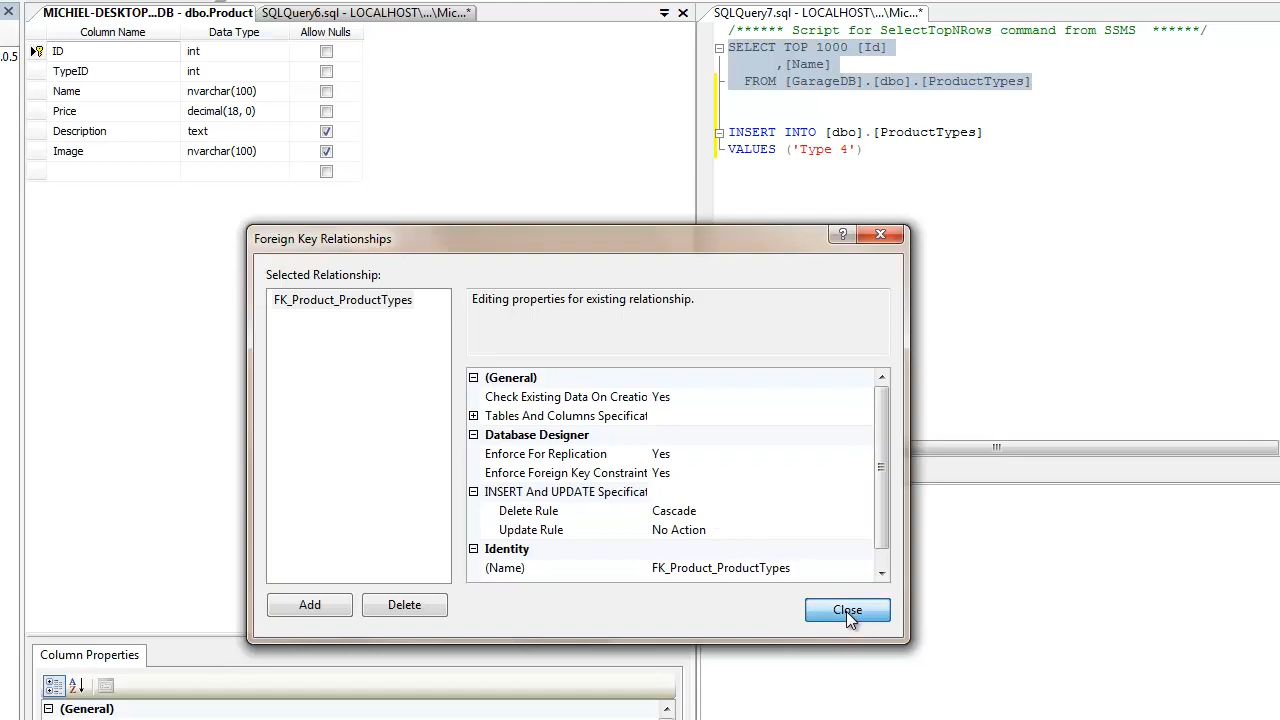 MICHIEL-DESKTOP...DB - dbo.Product
SQLQuery6.sql - LOCALHOST\...\Mic...*
Column Name Data Type Allow Nulls
ID int
TypeID int
Name nvarchar(100)
Price decimal(18, 0)
Description text
Image nvarchar(100)
.0.5
SQLQuery7.sql - LOCALHOST\...\Mic...*
/****** Script for SelectTopNRows command from SSMS ******/
SELECT TOP 1000 [Id]
,[Name]
FROM [GarageDB].[dbo].[ProductTypes]
INSERT INTO [dbo].[ProductTypes]
VALUES ('Type 4')
Foreign Key Relationships
?
Selected Relationship:
FK_Product_ProductTypes
Editing properties for existing relationship.
(General)
Check Existing Data On Creatio Yes
Tables And Columns Specificat
Database Designer
Enforce For Replication Yes
Enforce Foreign Key Constraint Yes
INSERT And UPDATE Specificat
Delete Rule Cascade
Update Rule No Action
Identity
(Name) FK_Product_ProductTypes
Add Delete Close
Column Properties
(General)